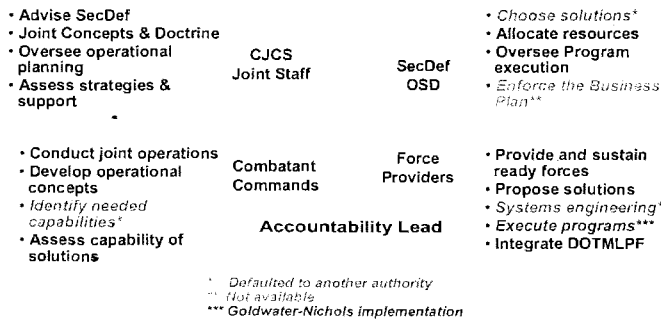 • Advise SecDef
• Joint Concepts & Doctrine
• Oversee operational
planning
• Assess strategies &
support
CJCS
Joint Staff
SecDef
OSD
• Choose solutions*
• Allocate resources
• Oversee Program
execution
• Enforce the Business
Plan**
• Conduct joint operations
• Develop operational
concepts
• Identify needed
capabilities*
• Assess capability of
solutions
Combatant
Commands
Force
Providers
• Provide and sustain
ready forces
• Propose solutions
• Systems engineering*
• Execute programs***
• Integrate DOTMLPF
Accountability Lead
* Defaulted to another authority
** Not available
*** Goldwater-Nichols implementation